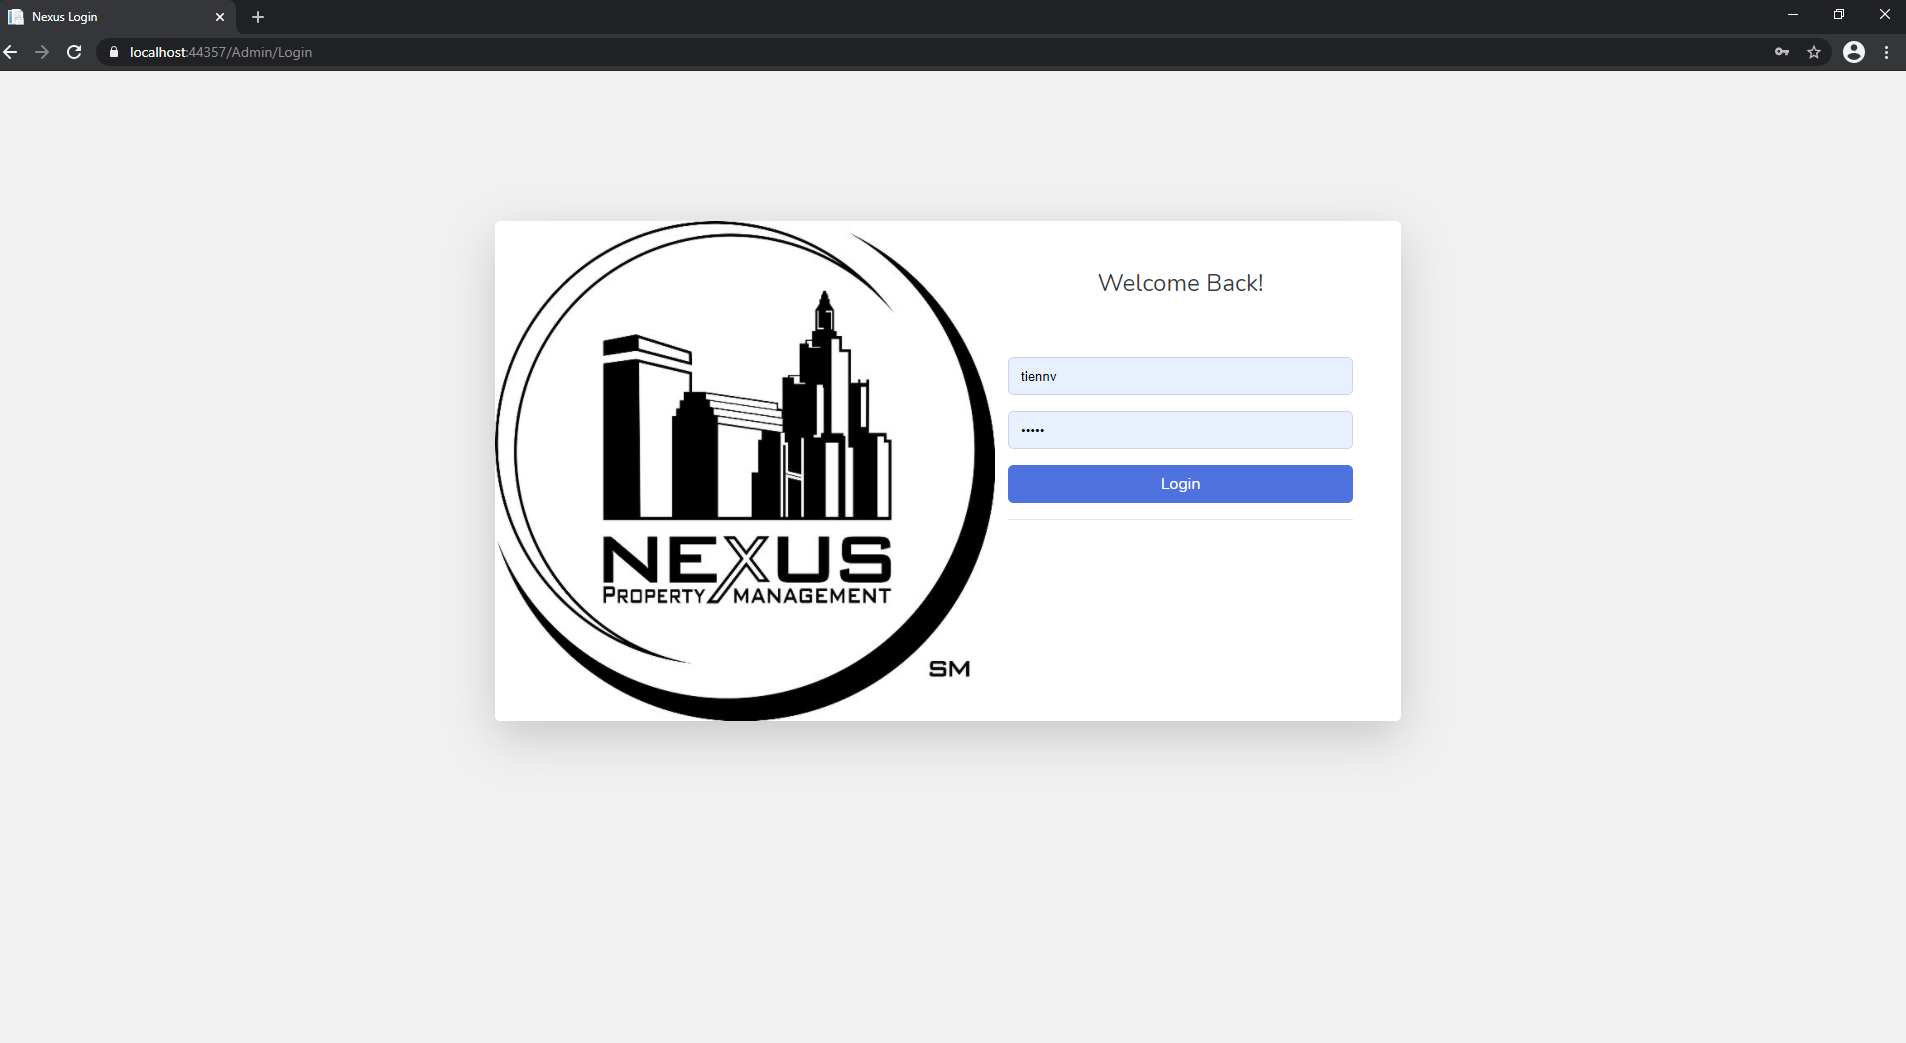 Nexus Login
localhost:44357/Admin/Login
Welcome Back!
tiennv
•••••
Login
NEXUS
PROPERTY MANAGEMENT
SM